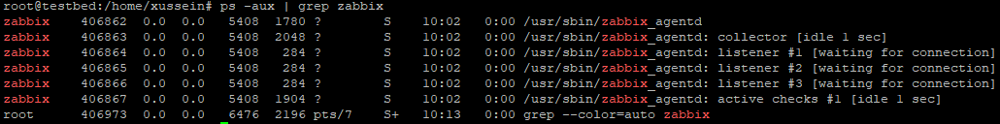 root@testbed:/home/xussein# ps -aux | grep zabbix
zabbix    406862  0.0  0.0   5408  1780 ?        S    10:02   0:00 /usr/sbin/zabbix_agentd
zabbix    406863  0.0  0.0   5408  2048 ?        S    10:02   0:00 /usr/sbin/zabbix_agentd: collector [idle 1 sec]
zabbix    406864  0.0  0.0   5408   284 ?        S    10:02   0:00 /usr/sbin/zabbix_agentd: listener #1 [waiting for connection]
zabbix    406865  0.0  0.0   5408   284 ?        S    10:02   0:00 /usr/sbin/zabbix_agentd: listener #2 [waiting for connection]
zabbix    406866  0.0  0.0   5408   284 ?        S    10:02   0:00 /usr/sbin/zabbix_agentd: listener #3 [waiting for connection]
zabbix    406867  0.0  0.0   5408  1904 ?        S    10:02   0:00 /usr/sbin/zabbix_agentd: active checks #1 [idle 1 sec]
root      406973  0.0  0.0   6476  2196 pts/7    S+   10:13   0:00 grep --color=auto zabbix